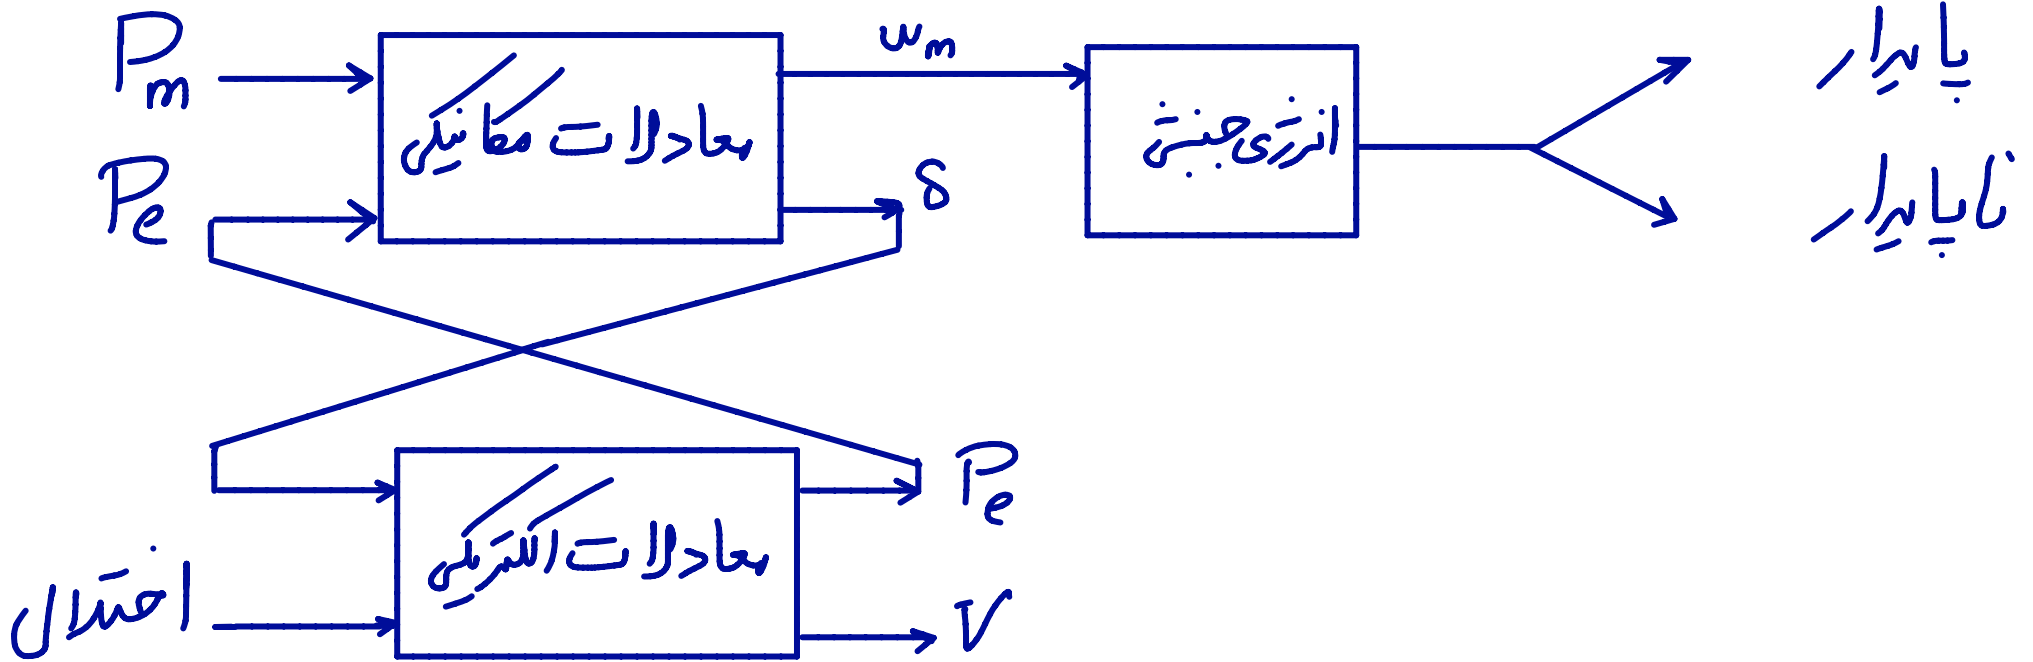 Pm
معادلات مکانیکی
ωm
انرژی جنبشی
پایدار
Pe
δ
ناپایدار
معادلات الکتریکی
Pe
اختلال
V